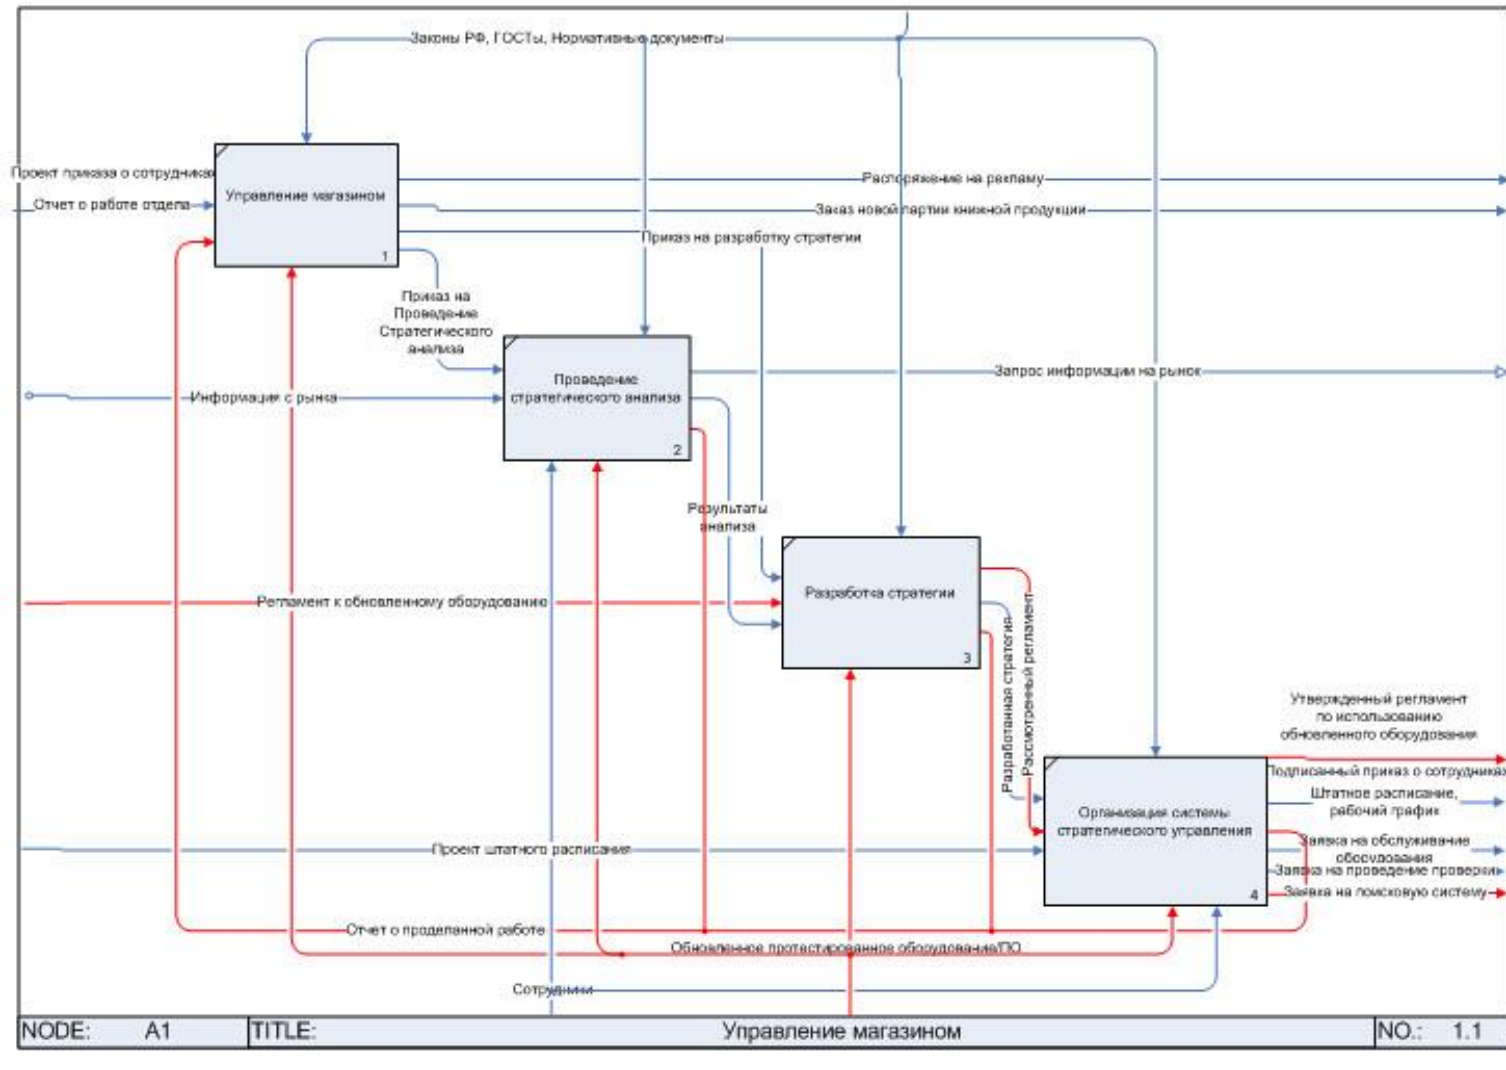 Законы РФ, ГОСТы, Нормативные документы
Проект приказа о сотрудниках
Управление магазином
1
Распоряжение на рекламу
Отчет о работе отдела
Заказ новой партии книжной продукции
Приказ на разработку стратегии
Приказ на
Проведение
Стратегического
анализа
Проведение
стратегического анализа
2
Запрос информации на рынок
Информация с рынка
Результаты
анализа
Разработка стратегии
3
Регламент к обновленному оборудованию
Разработанная стратегия
Рассмотренный регламент
Утвержденный регламент
по использованию
обновленного оборудования
Подписанный приказ о сотрудниках
Штатное расписание,
рабочий график
Организация системы
стратегического управления
4
Заявка на обслуживание
оборудования
Заявка на проведение проверки
Заявка на поисковую систему
Проект штатного расписания
Отчет о проделанной работе
Обновленное протестированное оборудование/ПО
Сотрудники
NODE: A1
TITLE: Управление магазином
NO.: 1.1